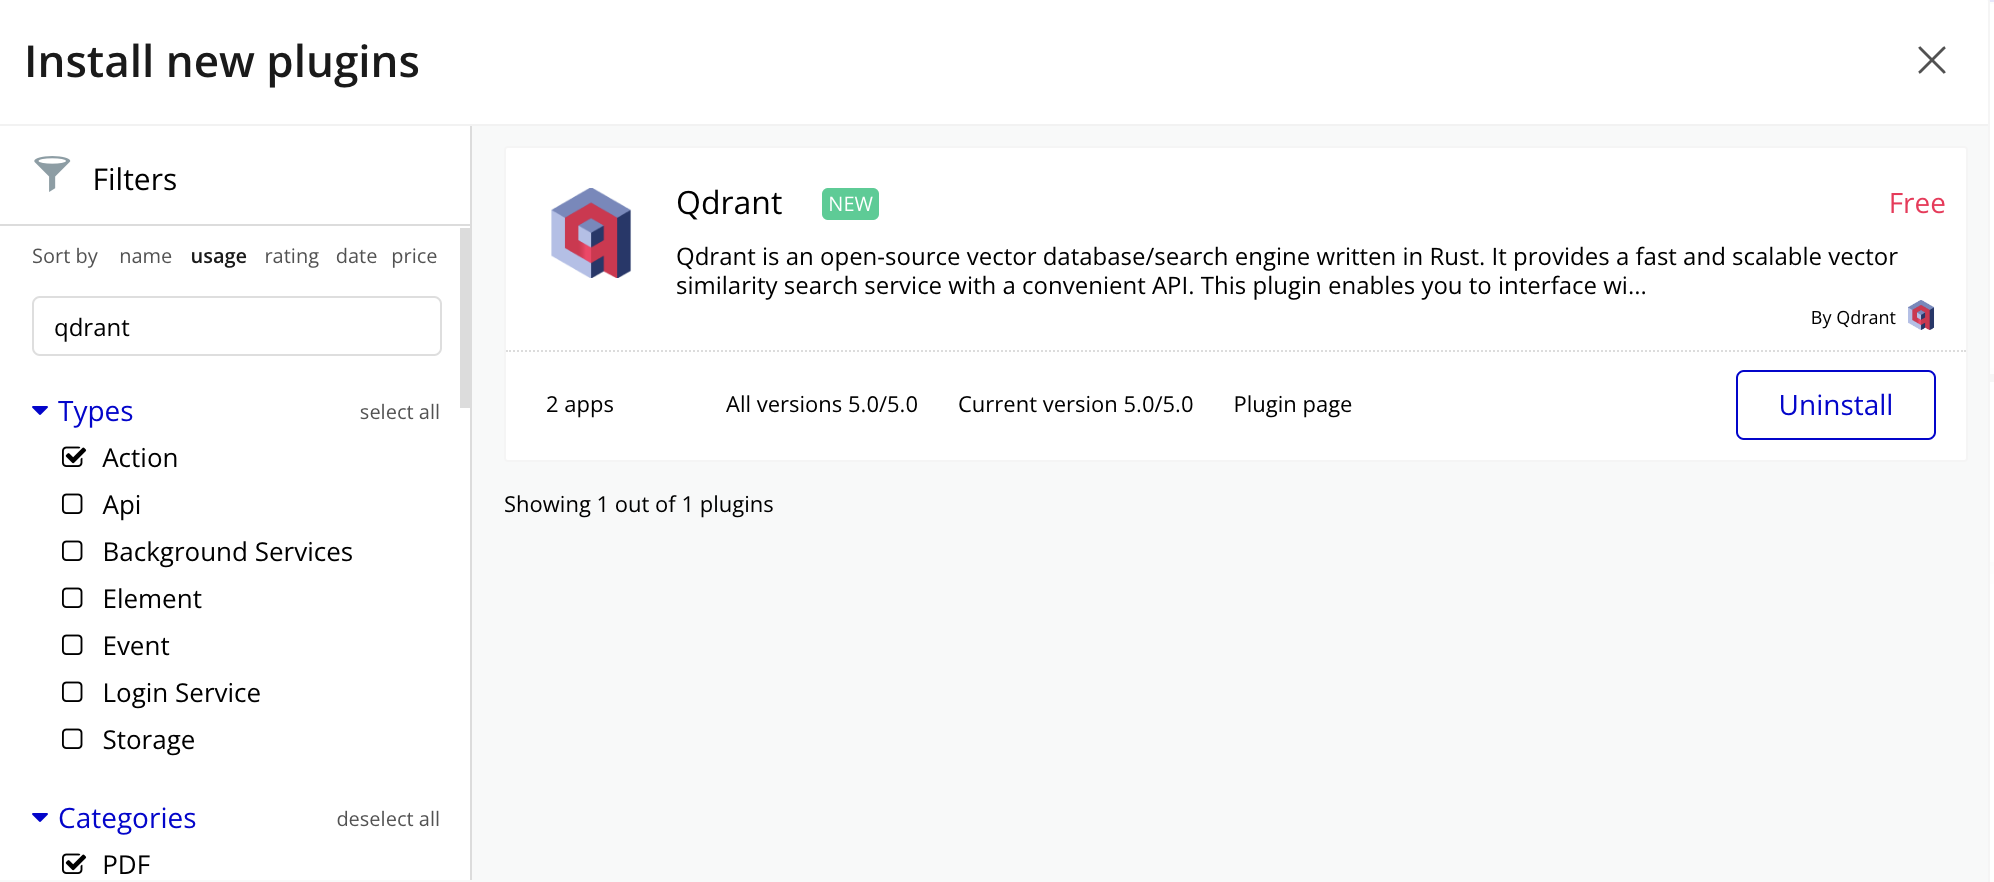 Install new plugins
Filters
Sort by name usage rating date price
qdrant
Types select all
Action
Api
Background Services
Element
Event
Login Service
Storage
Categories deselect all
PDF
Qdrant NEW Free
Qdrant is an open-source vector database/search engine written in Rust. It provides a fast and scalable vector
similarity search service with a convenient API. This plugin enables you to interface wi...
By Qdrant
2 apps All versions 5.0/5.0 Current version 5.0/5.0 Plugin page Uninstall
Showing 1 out of 1 plugins